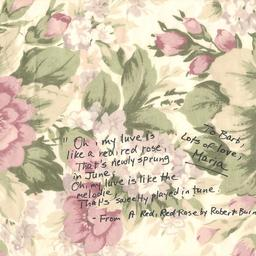 "Oh, my luve is
like a red, red rose,
That's newly sprung
in June;
Oh, my luve is like the
melodie
That's sweetly played in tune.
- From A Red, Red Rose by Robert Burn
To Barb,
Lots of love,
Maria